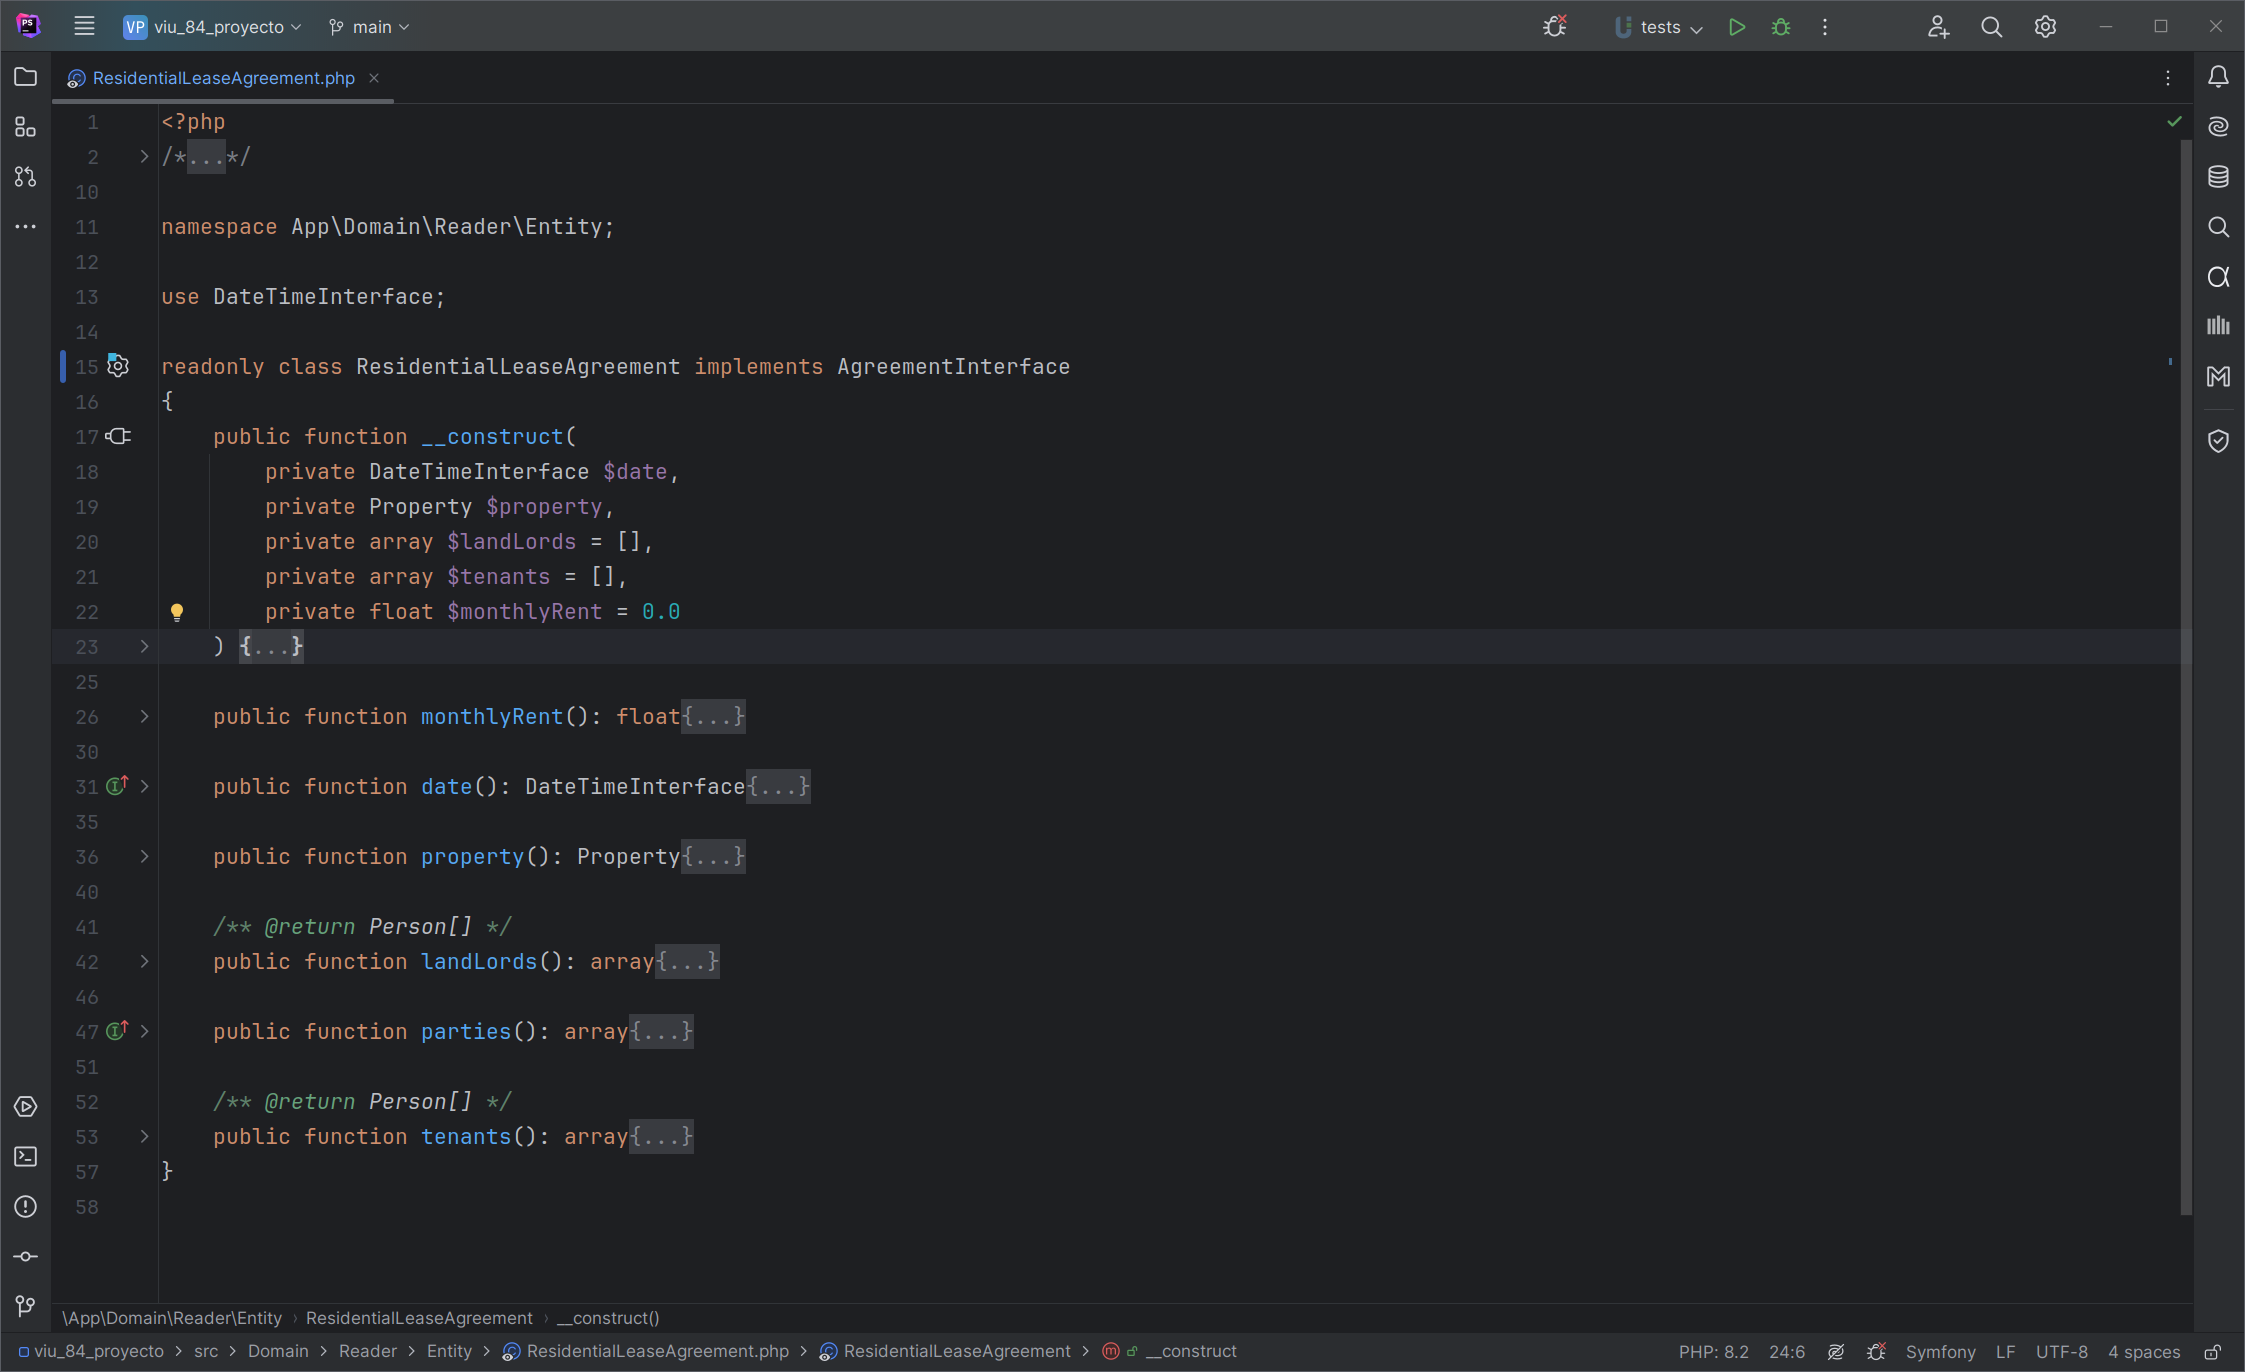 VP viu_84_proyecto main tests
ResidentialLeaseAgreement.php
1 <?php
2 /*...*/
10
11 namespace App\Domain\Reader\Entity;
12
13 use DateTimeInterface;
14
15 readonly class ResidentialLeaseAgreement implements AgreementInterface
16 {
17 public function __construct(
18 private DateTimeInterface $date,
19 private Property $property,
20 private array $landLords = [],
21 private array $tenants = [],
22 private float $monthlyRent = 0.0
23 ) {...}
25
26 public function monthlyRent(): float{...}
30
31 public function date(): DateTimeInterface{...}
35
36 public function property(): Property{...}
40
41 /** @return Person[] */
42 public function landLords(): array{...}
46
47 public function parties(): array{...}
51
52 /** @return Person[] */
53 public function tenants(): array{...}
57 }
58
\App\Domain\Reader\Entity › ResidentialLeaseAgreement › __construct()
viu_84_proyecto > src > Domain > Reader > Entity > ResidentialLeaseAgreement.php > ResidentialLeaseAgreement > m __construct PHP: 8.2 24:6 Symfony LF UTF-8 4 spaces